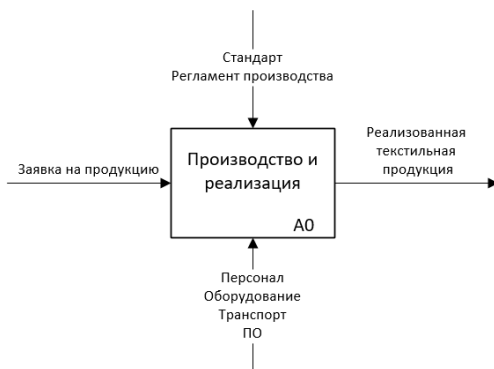 Стандарт
Регламент производства
Заявка на продукцию
Производство и
реализация
A0
Реализованная
текстильная
продукция
Персонал
Оборудование
Транспорт
ПО